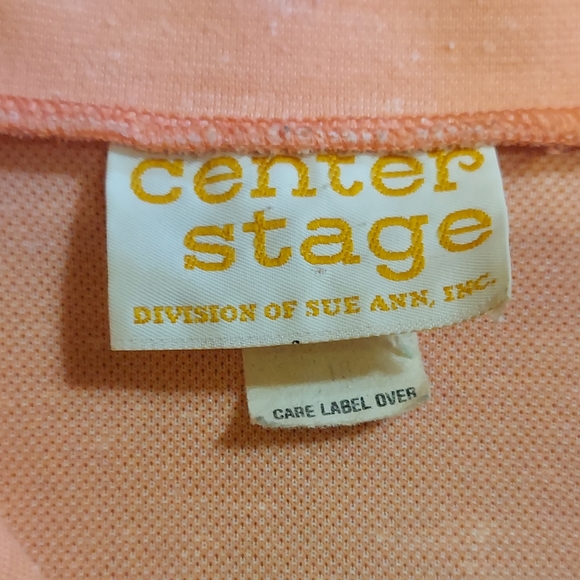 center
stage
DIVISION OF SUE ANN, INC.
CARE LABEL OVER